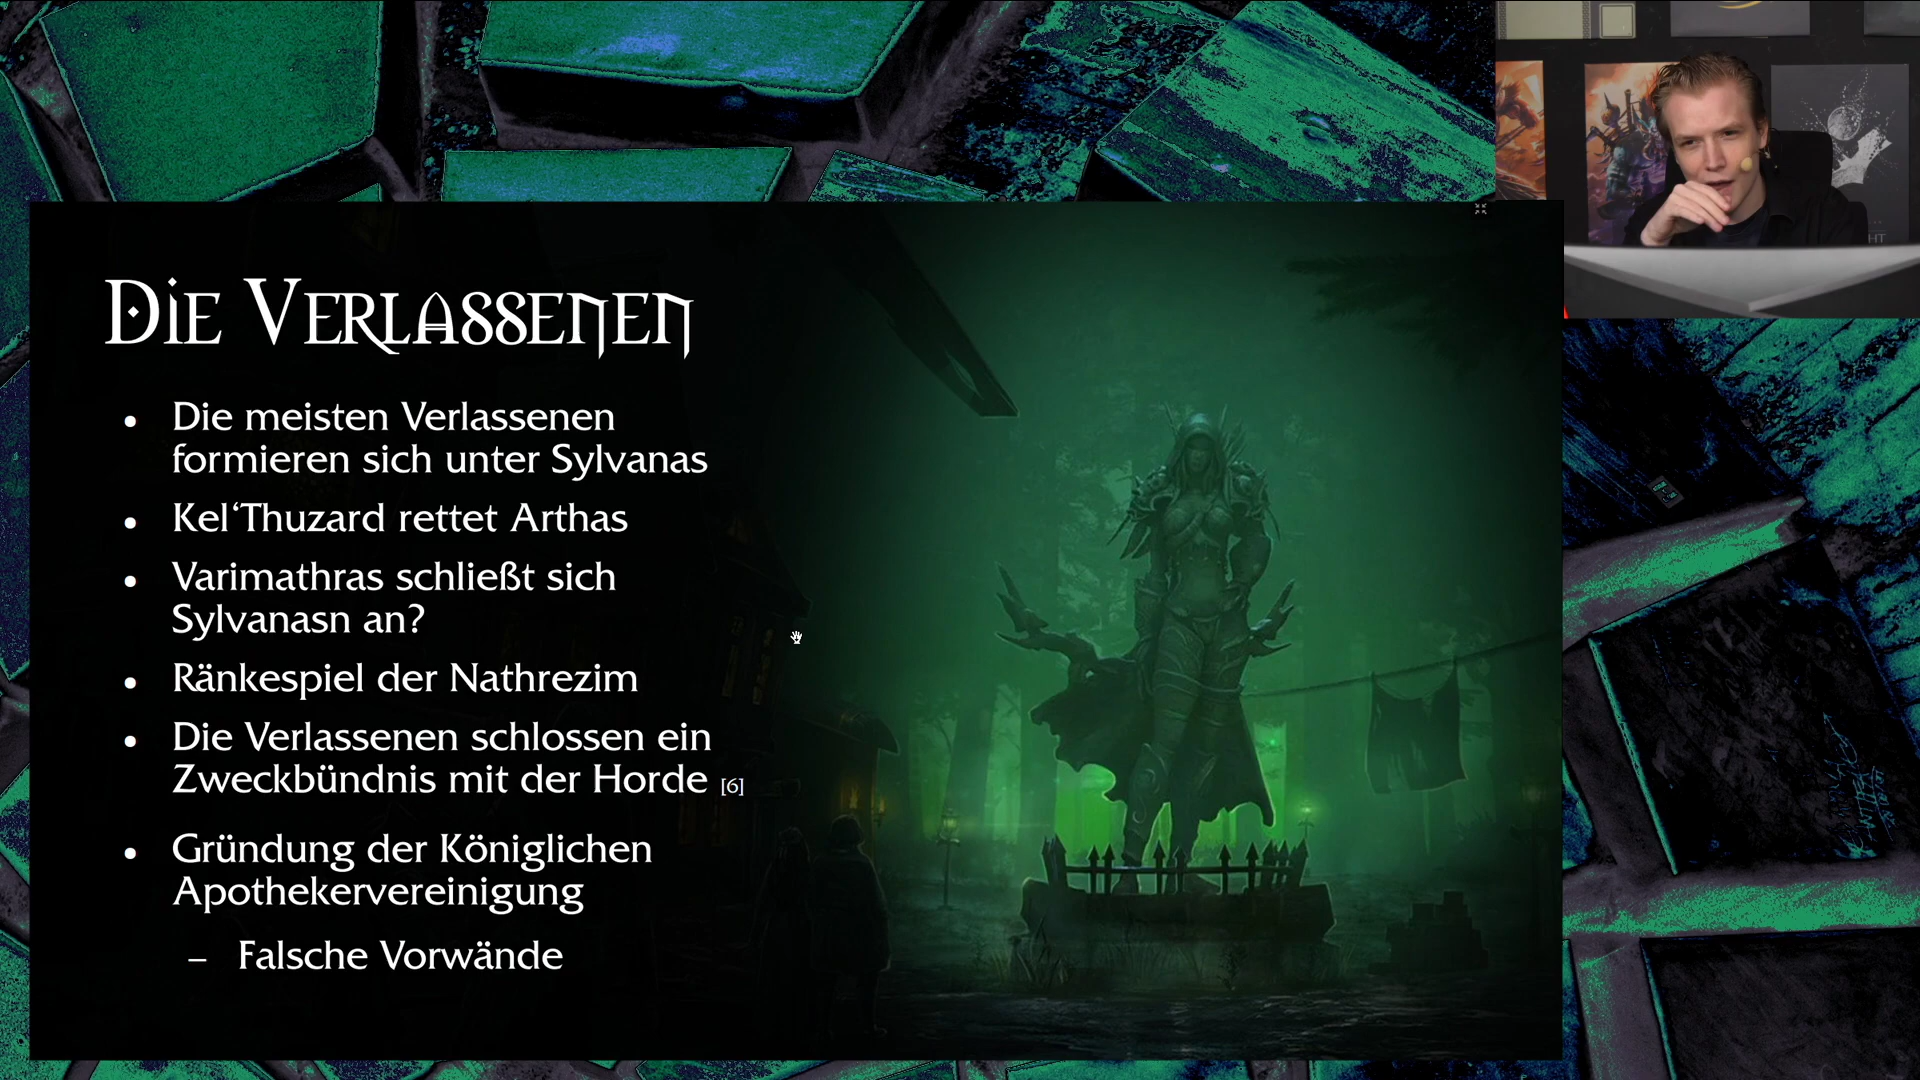 Die Verlassenen
• Die meisten Verlassenen
formieren sich unter Sylvanas
• Kel‘Thuzard rettet Arthas
• Varimathras schließt sich
Sylvanasn an?
• Ränkespiel der Nathrezim
• Die Verlassenen schlossen ein
Zweckbündnis mit der Horde [6]
• Gründung der Königlichen
Apothekervereinigung
– Falsche Vorwände
HT